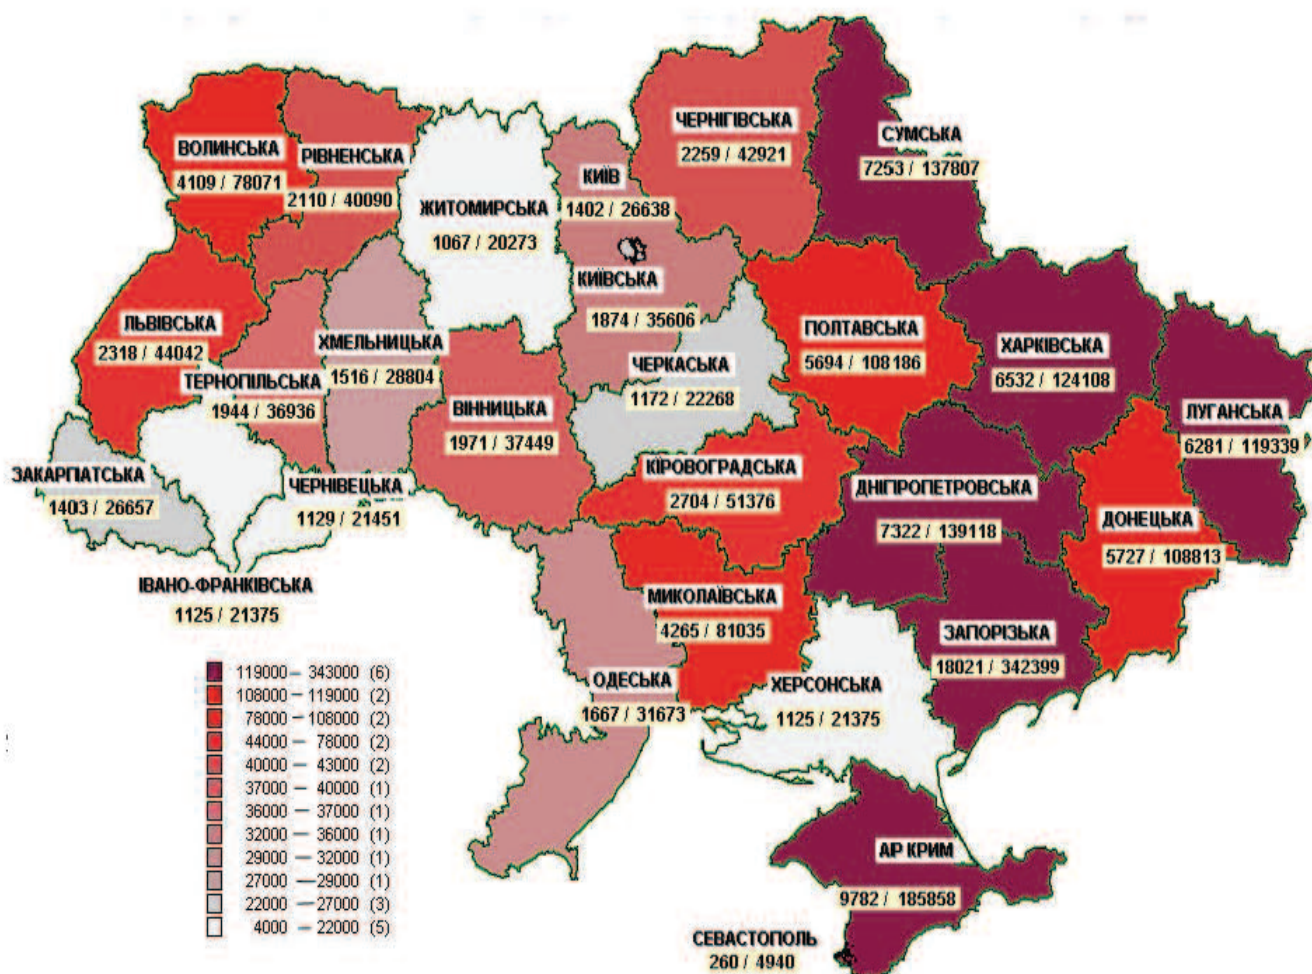 ЧЕРНІГІВСЬКА
2259 / 42921
СУМСЬКА
7253 / 137807
ВОЛИНСЬКА
4109 / 78071
РІВНЕНСЬКА
2110 / 40090
КИЇВ
1402 / 26638
ЖИТОМИРСЬКА
1067 / 20273
КИЇВСЬКА
1874 / 35606
ЛЬВІВСЬКА
2318 / 44042
ХМЕЛЬНИЦЬКА
1516 / 28804
ПОЛТАВСЬКА
5694 / 108186
ХАРКІВСЬКА
6532 / 124108
ТЕРНОПІЛЬСЬКА
1944 / 36936
ЧЕРКАСЬКА
1172 / 22268
ВІННИЦЬКА
1971 / 37449
ЛУГАНСЬКА
6281 / 119339
ЗАКАРПАТСЬКА
1403 / 26657
ЧЕРНІВЕЦЬКА
1129 / 21451
КІРОВОГРАДСЬКА
2704 / 51376
ДНІПРОПЕТРОВСЬКА
7322 / 139118
ДОНЕЦЬКА
5727 / 108813
ІВАНО-ФРАНКІВСЬКА
1125 / 21375
МИКОЛАЇВСЬКА
4265 / 81035
ЗАПОРІЗЬКА
18021 / 342399
ОДЕСЬКА
1667 / 31673
ХЕРСОНСЬКА
1125 / 21375
АР КРИМ
9782 / 185858
СЕВАСТОПОЛЬ
260 / 4940
119000 – 343000 (6)
108000 – 119000 (2)
78000 – 108000 (2)
44000 – 78000 (2)
40000 – 43000 (2)
37000 – 40000 (1)
36000 – 37000 (1)
32000 – 36000 (1)
29000 – 32000 (1)
27000 – 29000 (1)
22000 – 27000 (3)
4000 – 22000 (5)